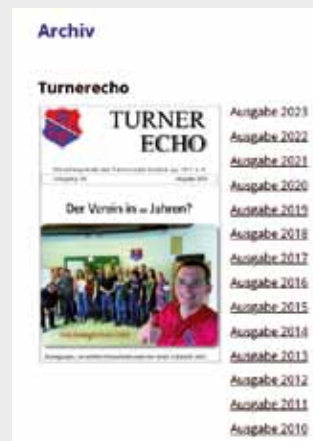 Archiv
Turnerecho
TURNER
ECHO
Der Verein in Jahren?
Ausgabe 2023
Ausgabe 2022
Ausgabe 2021
Ausgabe 2020
Ausgabe 2019
Ausgabe 2018
Ausgabe 2017
Ausgabe 2016
Ausgabe 2015
Ausgabe 2014
Ausgabe 2013
Ausgabe 2012
Ausgabe 2011
Ausgabe 2010